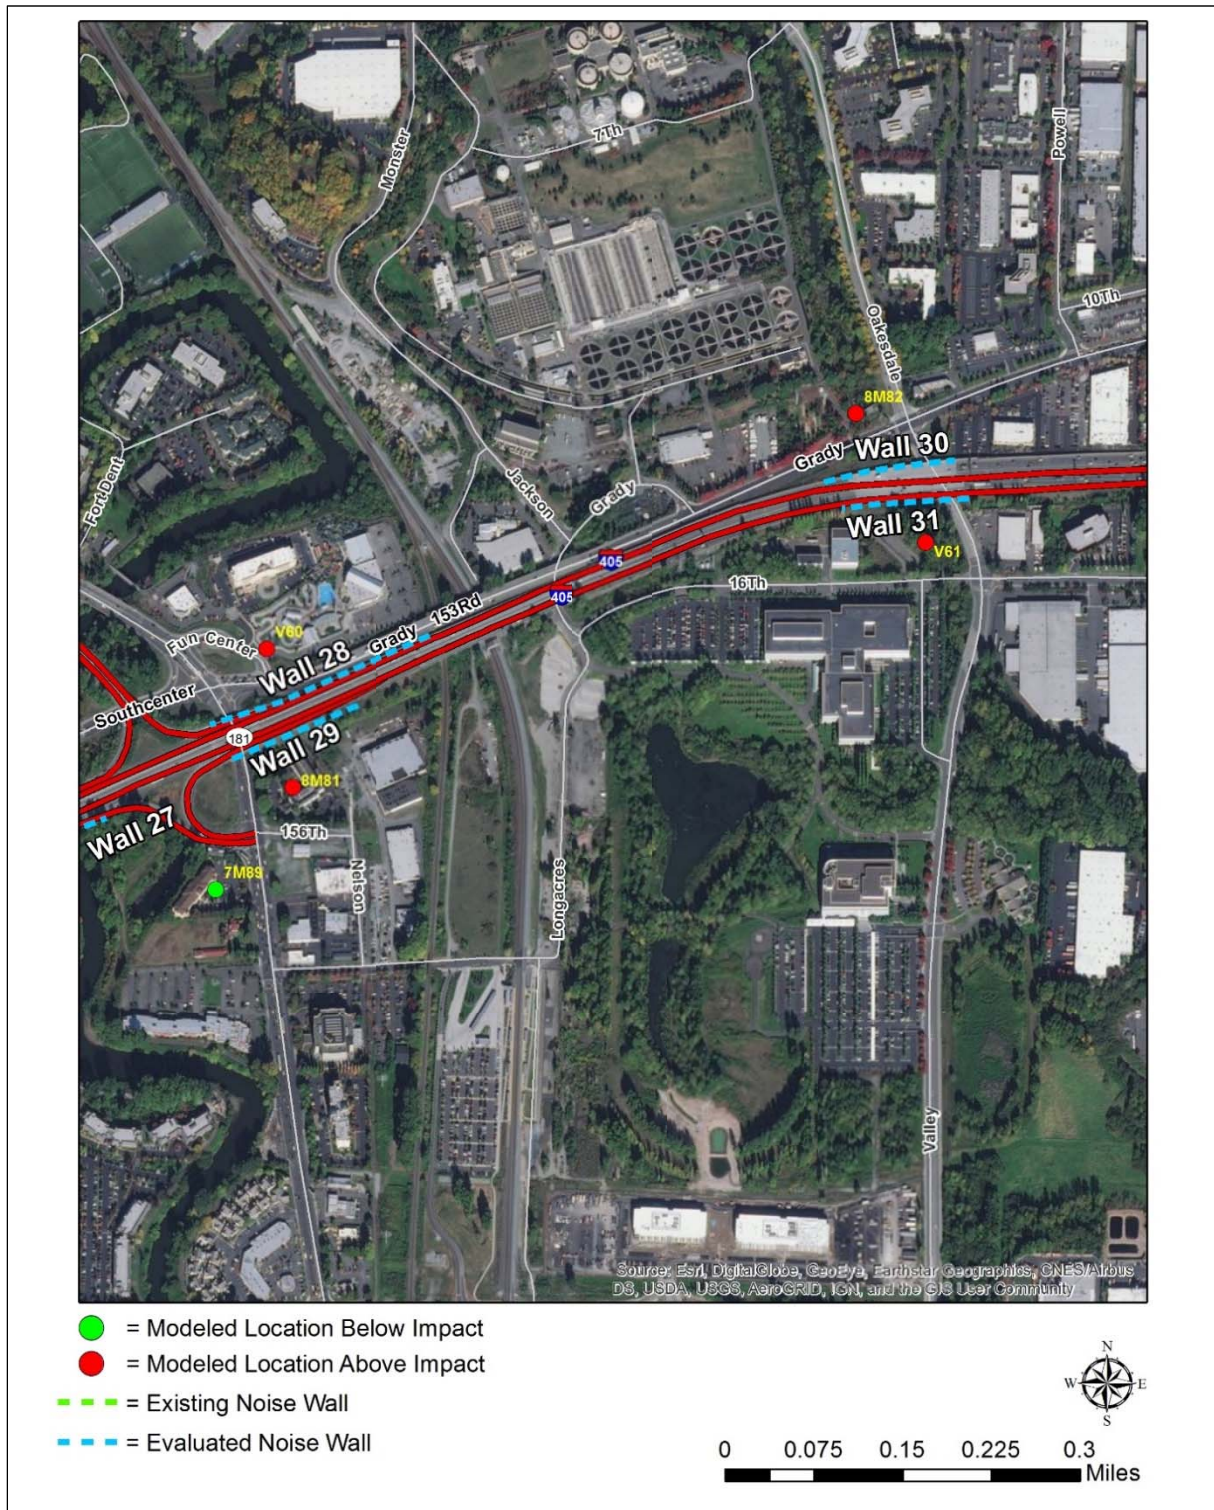 7Th
Monster
Powell
10Th
Oakesdale
8M82
Grady
Wall 30
Fort Dent
Jackson
Grady
Wall 31
V61
405
405
16Th
153Rd
Grady
V60
Fun Center
Wall 28
Southcenter
181
Wall 29
8M81
Wall 27
156Th
7M89
Nelson
Longacres
Valley
Source: Esri, DigitalGlobe, GeoEye, Earthstar Geographics, CNES/Airbus
DS, USDA, USGS, AeroGRID, IGN, and the GIS User Community
= Modeled Location Below Impact
= Modeled Location Above Impact
= Existing Noise Wall
= Evaluated Noise Wall
N
W E
S
0 0.075 0.15 0.225 0.3
Miles